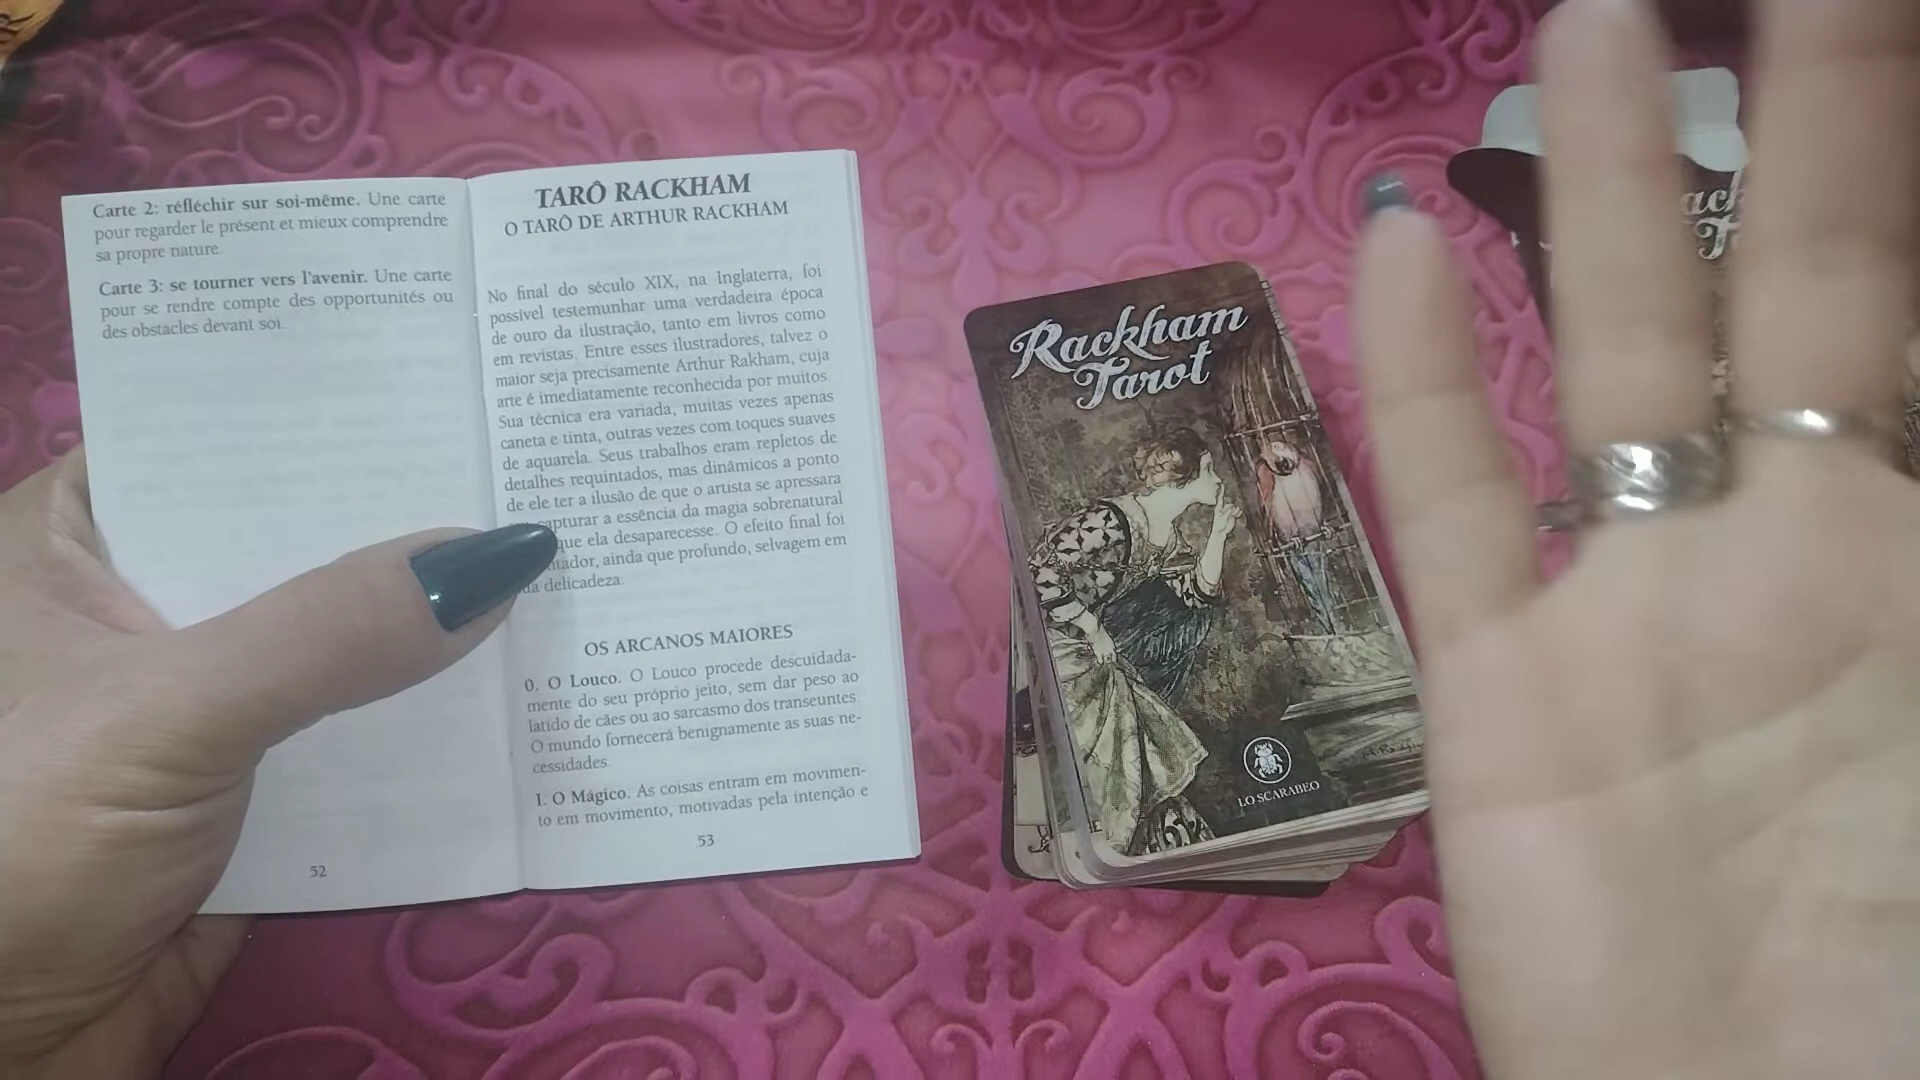 Carte 2: réfléchir sur soi-même. Une carte
pour regarder le présent et mieux comprendre
sa propre nature.
Carte 3: se tourner vers l'avenir. Une carte
pour se rendre compte des opportunités ou
des obstacles devant soi.
52
TARÔ RACKHAM
O TARÔ DE ARTHUR RACKHAM
No final do século XIX, na Inglaterra, foi
possível testemunhar uma verdadeira época
de ouro da ilustração, tanto em livros como
em revistas. Entre esses ilustradores, talvez o
maior seja precisamente Arthur Rakham, cuja
arte é imediatamente reconhecida por muitos.
Sua técnica era variada, muitas vezes apenas
caneta e tinta, outras vezes com toques suaves
de aquarela. Seus trabalhos eram repletos de
detalhes requintados, mas dinâmicos a ponto
de ele ter a ilusão de que o artista se apressara
capturar a essência da magia sobrenatural
que ela desaparecesse. O efeito final foi
tador, ainda que profundo, selvagem em
da delicadeza.
OS ARCANOS MAIORES
0. O Louco. O Louco procede descuidada-
mente do seu próprio jeito, sem dar peso ao
latido de cães ou ao sarcasmo dos transeuntes.
O mundo fornecerá benignamente as suas ne-
cessidades.
I. O Mágico. As coisas entram em movimen-
to em movimento, motivadas pela intenção e
53
Rackham
Tarot
LO SCARABEO